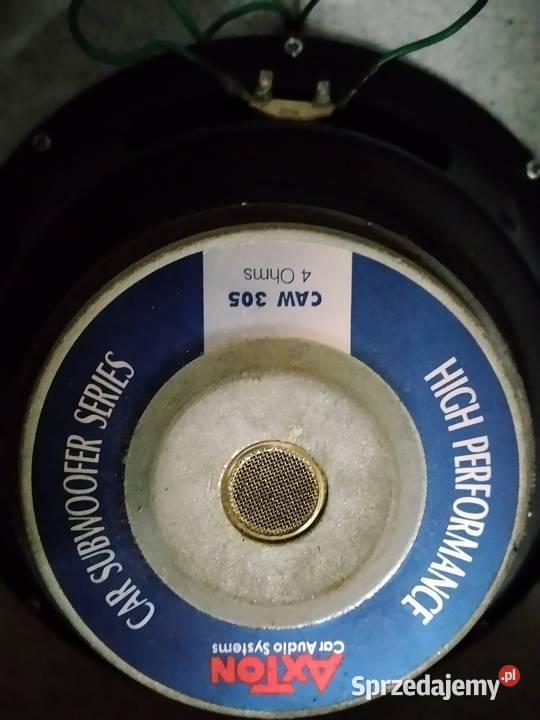 CAW 305
4 Ohms
CAR SUBWOOFER SERIES
HIGH PERFORMANCE
AXTON
Car Audio Systems
Sprzedajemy.pl